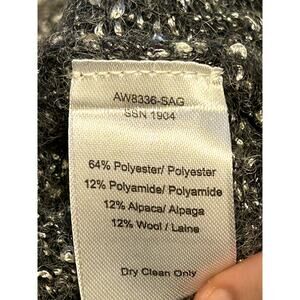 AW8336-SAG
SSN 1904
64% Polyester/ Polyester
12% Polyamide/ Polyamide
12% Alpaca/ Alpaga
12% Wool / Laine
Dry Clean Only